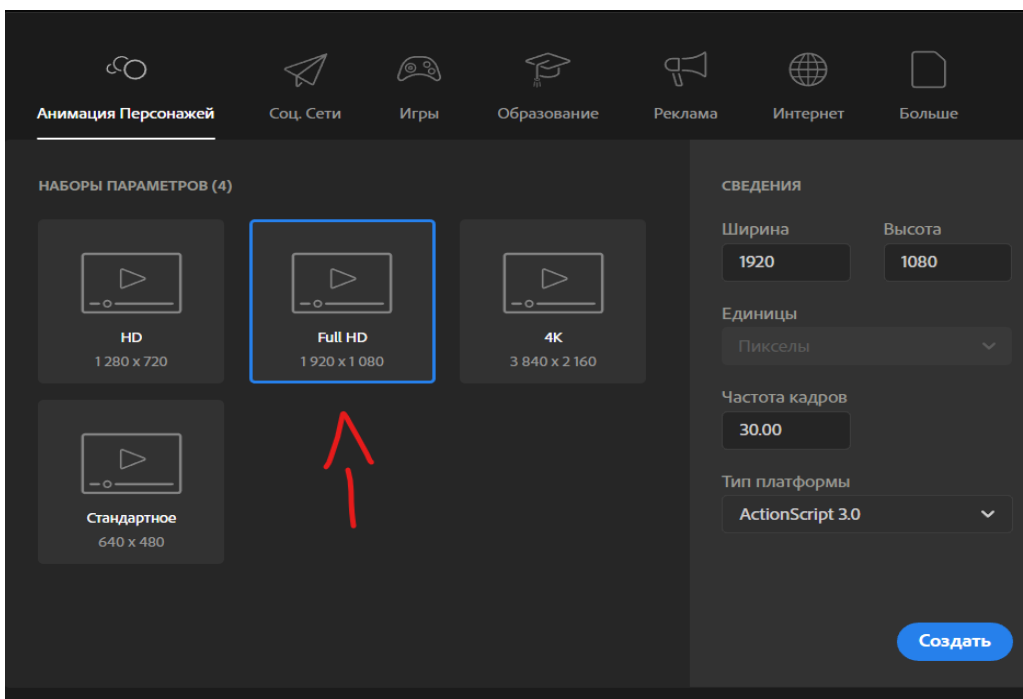 Анимация Персонажей
Соц. Сети
Игры
Образование
Реклама
Интернет
Больше
НАБОРЫ ПАРАМЕТРОВ (4)
HD
1 280 x 720
Full HD
1 920 x 1 080
4K
3 840 x 2 160
Стандартное
640 x 480
СВЕДЕНИЯ
Ширина
Высота
1920
1080
Единицы
Пикселы
Частота кадров
30.00
Тип платформы
ActionScript 3.0
Создать